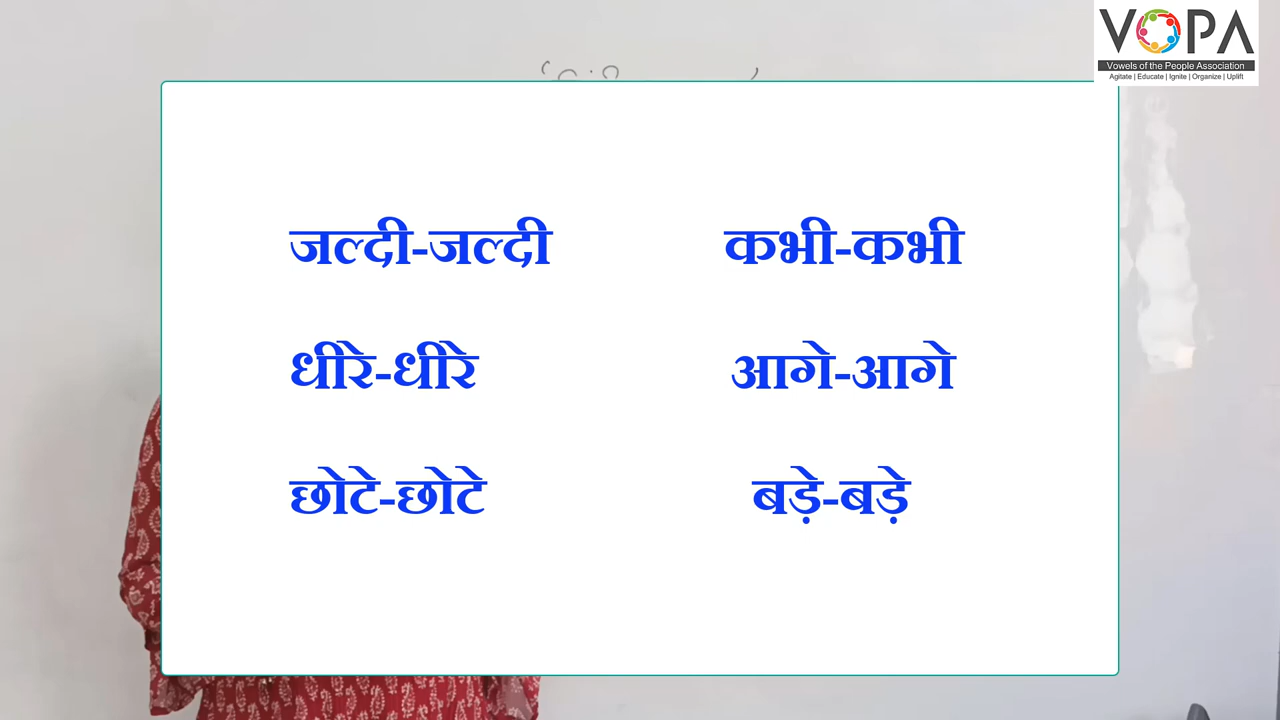 VOPA
Vowels of the People Association
Agitate | Educate | Ignite | Organize | Uplift
जल्दी-जल्दी कभी-कभी
धीरे-धीरे आगे-आगे
छोटे-छोटे बड़े-बड़े